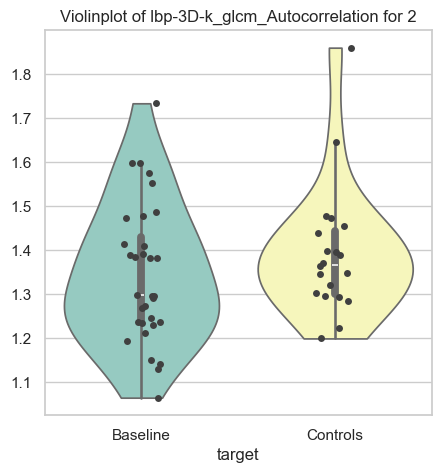 Violinplot of lbp-3D-k_glcm_Autocorrelation for 2
1.8
1.7
1.6
1.5
1.4
1.3
1.2
1.1
Baseline Controls
target